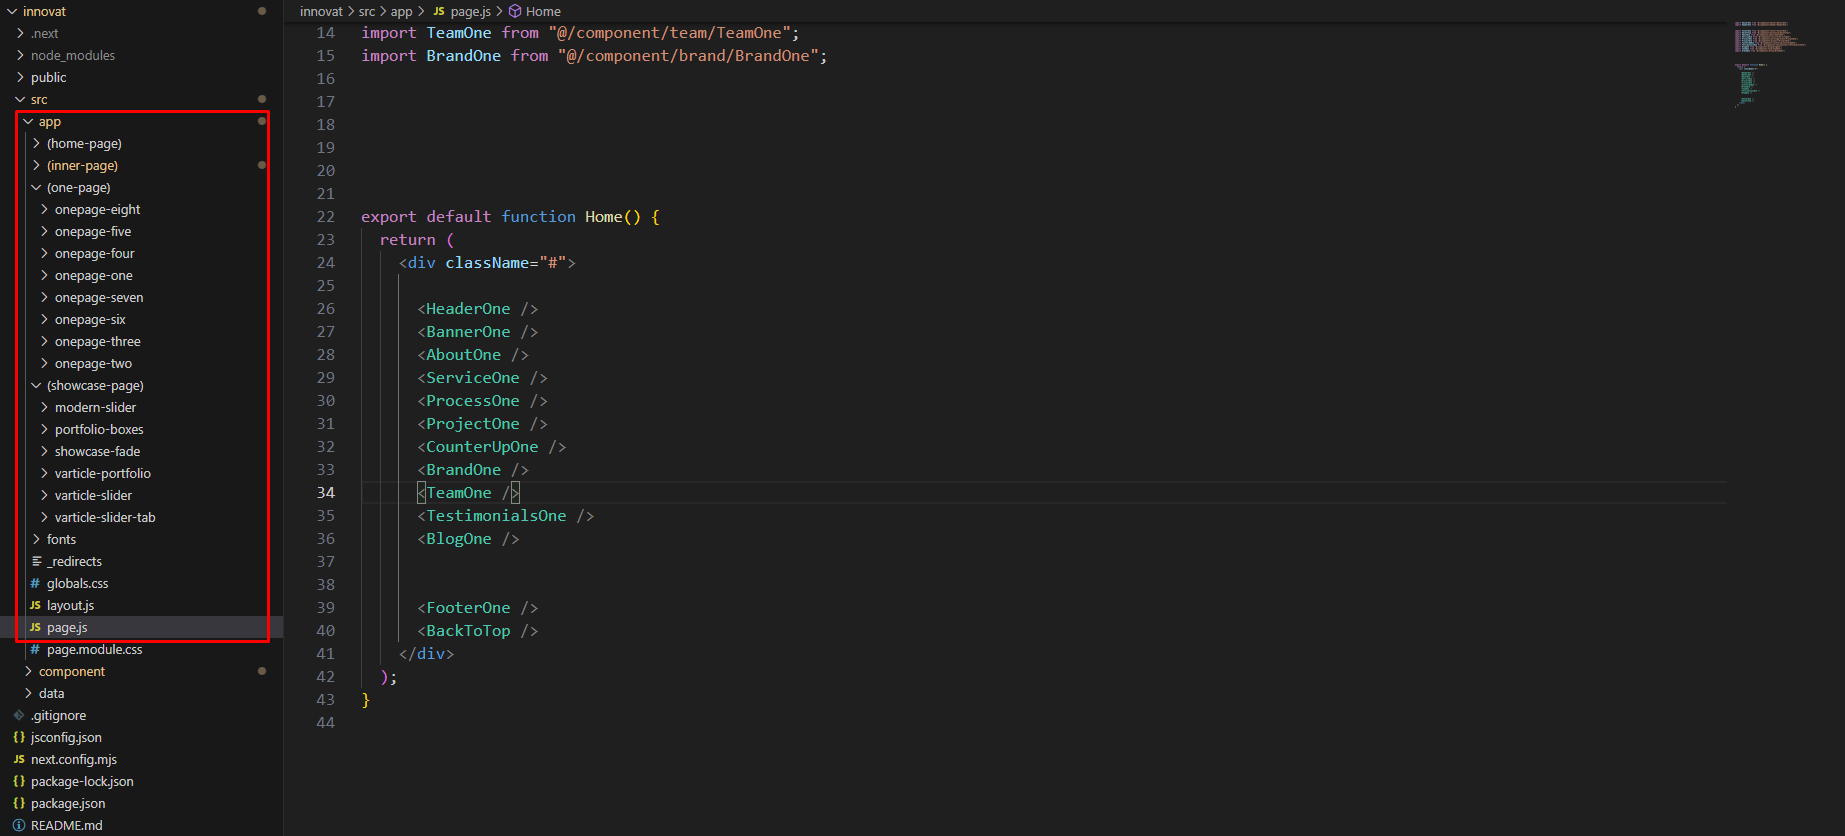 innovat
.next
node_modules
public
src
app
(home-page)
(inner-page)
(one-page)
onepage-eight
onepage-five
onepage-four
onepage-one
onepage-seven
onepage-six
onepage-three
onepage-two
(showcase-page)
modern-slider
portfolio-boxes
showcase-fade
varticle-portfolio
varticle-slider
varticle-slider-tab
fonts
_redirects
# globals.css
JS layout.js
JS page.js
# page.module.css
component
data
.gitignore
{} jsconfig.json
JS next.config.mjs
{} package-lock.json
{} package.json
README.md
innovat > src > app > JS page.js > Home
14 import TeamOne from "@/component/team/TeamOne";
15 import BrandOne from "@/component/brand/BrandOne";
16
17
18
19
20
21
22 export default function Home() {
23 return (
24 <div className="#">
25
26 <HeaderOne />
27 <BannerOne />
28 <AboutOne />
29 <ServiceOne />
30 <ProcessOne />
31 <ProjectOne />
32 <CounterUpOne />
33 <BrandOne />
34 <TeamOne />
35 <TestimonialsOne />
36 <BlogOne />
37
38
39 <FooterOne />
40 <BackToTop />
41 </div>
42 );
43 }
44